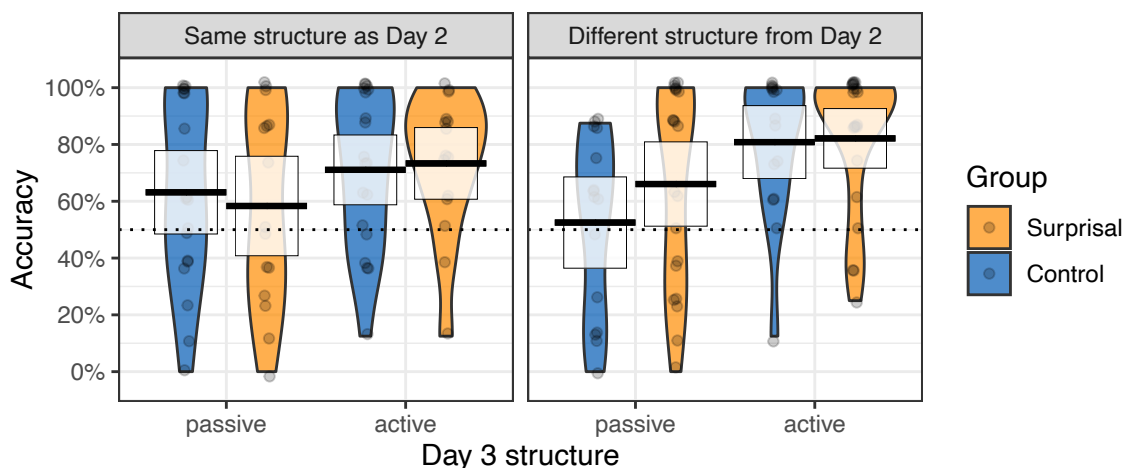 Same structure as Day 2
Different structure from Day 2
Accuracy
100%
80%
60%
40%
20%
0%
passive
active
passive
active
Day 3 structure
Group
Surprisal
Control